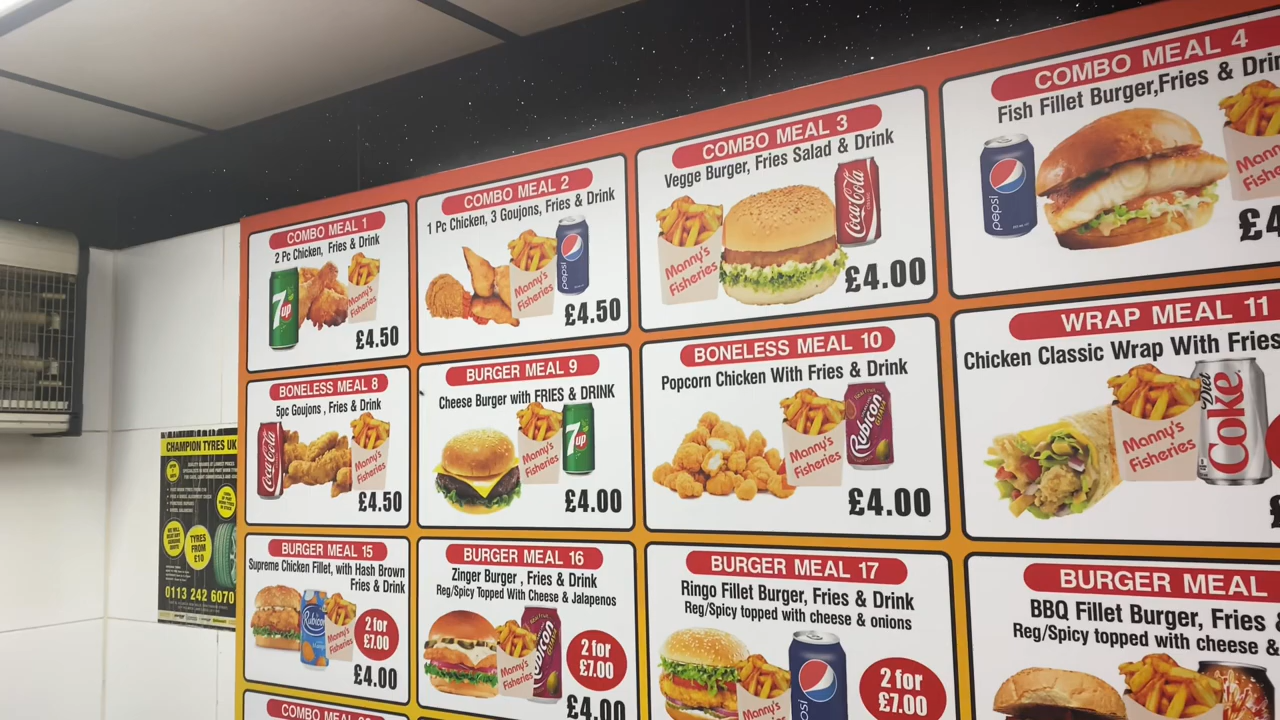 COMBO MEAL 1
2 Pc Chicken, Fries & Drink
7up
Manny's
Fisheries
£4.50
COMBO MEAL 2
1 Pc Chicken, 3 Goujons, Fries & Drink
Manny's
Fisheries
pepsi
£4.50
COMBO MEAL 3
Vegge Burger, Fries Salad & Drink
Manny's
Fisheries
Coca-Cola
£4.00
COMBO MEAL 4
Fish Fillet Burger,Fries &
pepsi
BONELESS MEAL 8
5pc Goujons , Fries & Drink
Coca-Cola
Manny's
Fisheries
£4.50
BURGER MEAL 9
Cheese Burger with FRIES & DRINK
Manny's
Fisheries
7up
£4.00
BONELESS MEAL 10
Popcorn Chicken With Fries & Drink
Manny's
Fisheries
Rubicon
£4.00
WRAP MEAL 11
Chicken Classic Wrap With Fries
Manny's
Fisheries
Diet
Coke
BURGER MEAL 15
Supreme Chicken Fillet, with Hash Brown
Fries & Drink
Rubicon
Manny's
Fisheries
2 for
£7.00
£4.00
BURGER MEAL 16
Zinger Burger , Fries & Drink
Reg/Spicy Topped With Cheese & Jalapenos
Manny's
Fisheries
Rubicon
2 for
£7.00
£4.00
BURGER MEAL 17
Ringo Fillet Burger, Fries & Drink
Reg/Spicy topped with cheese & onions
Manny's
pepsi
2 for
£7.00
BURGER MEAL
BBQ Fillet Burger, Fries &
Reg/Spicy topped with cheese &
COMBO MEAL
CHAMPION TYRES UK
TYRES
FROM
£10
0113 242 6070